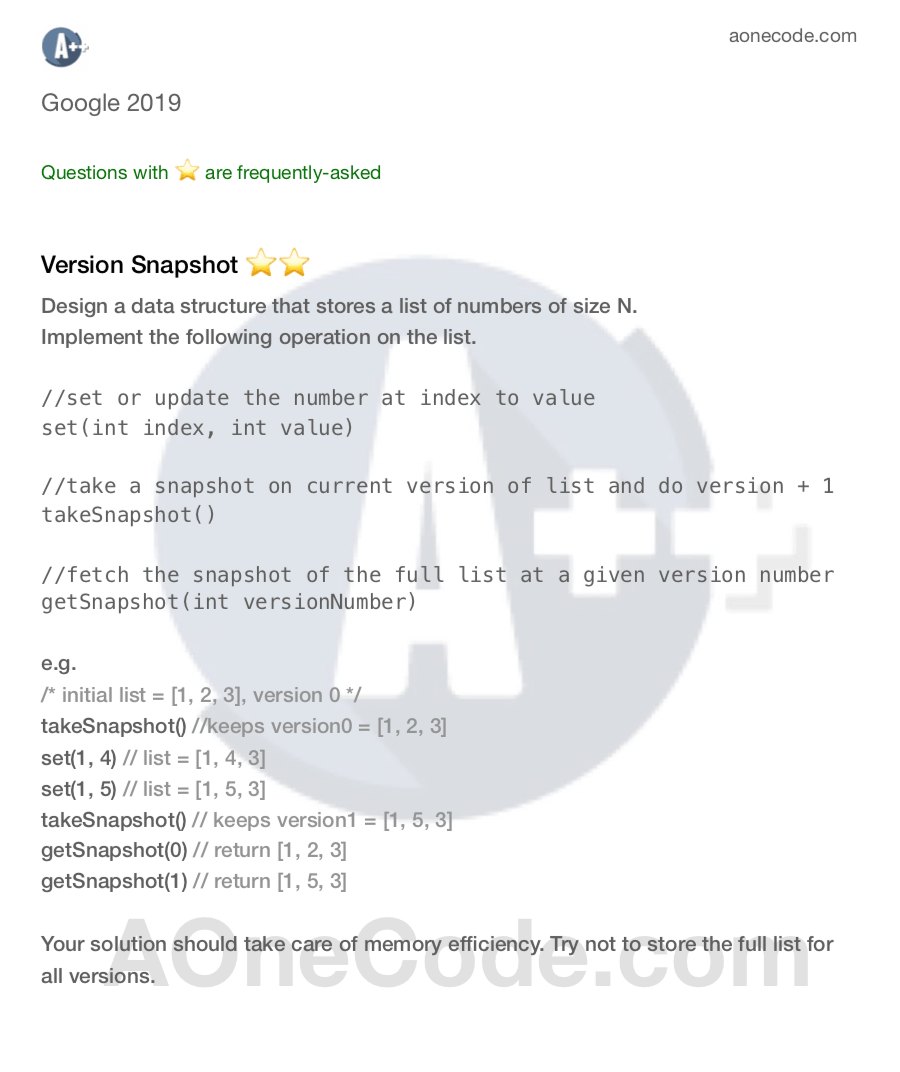 A++
aonecode.com
Google 2019
Questions with ⭐ are frequently-asked
Version Snapshot ⭐⭐
Design a data structure that stores a list of numbers of size N.
Implement the following operation on the list.
//set or update the number at index to value
set(int index, int value)
//take a snapshot on current version of list and do version + 1
takeSnapshot()
//fetch the snapshot of the full list at a given version number
getSnapshot(int versionNumber)
e.g.
/* initial list = [1, 2, 3], version 0 */
takeSnapshot() //keeps version0 = [1, 2, 3]
set(1, 4) // list = [1, 4, 3]
set(1, 5) // list = [1, 5, 3]
takeSnapshot() // keeps version1 = [1, 5, 3]
getSnapshot(0) // return [1, 2, 3]
getSnapshot(1) // return [1, 5, 3]
Your solution should take care of memory efficiency. Try not to store the full list for
all versions.
A++
AOneCode.com